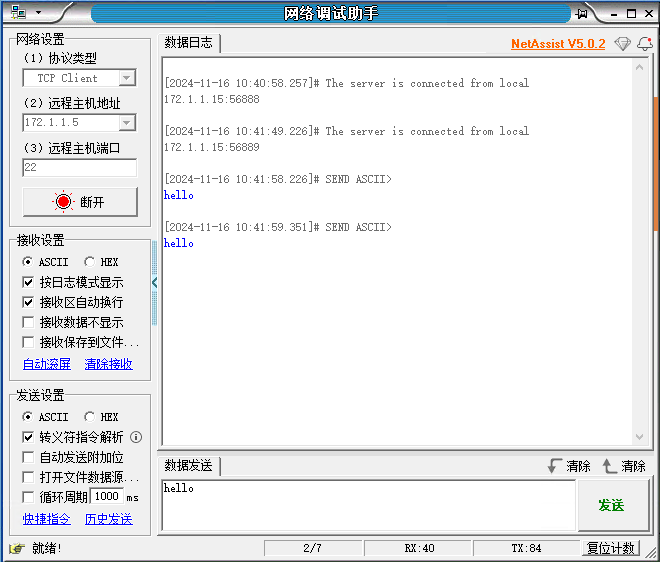 网络调试助手
网络设置
(1) 协议类型
TCP Client
(2) 远程主机地址
172.1.1.5
(3) 远程主机端口
22
断开
接收设置
ASCII HEX
按日志模式显示
接收区自动换行
接收数据不显示
接收保存到文件...
自动滚屏 清除接收
发送设置
ASCII HEX
转义符指令解析
自动发送附加位
打开文件数据源...
循环周期 1000 ms
快捷指令 历史发送
数据日志 NetAssist V5.0.2
[2024-11-16 10:40:58.257]# The server is connected from local
172.1.1.15:56888
[2024-11-16 10:41:49.226]# The server is connected from local
172.1.1.15:56889
[2024-11-16 10:41:58.226]# SEND ASCII>
hello
[2024-11-16 10:41:59.351]# SEND ASCII>
hello
数据发送 清除 清除
hello
发送
就绪! 2/7 RX:40 TX:84 复位计数